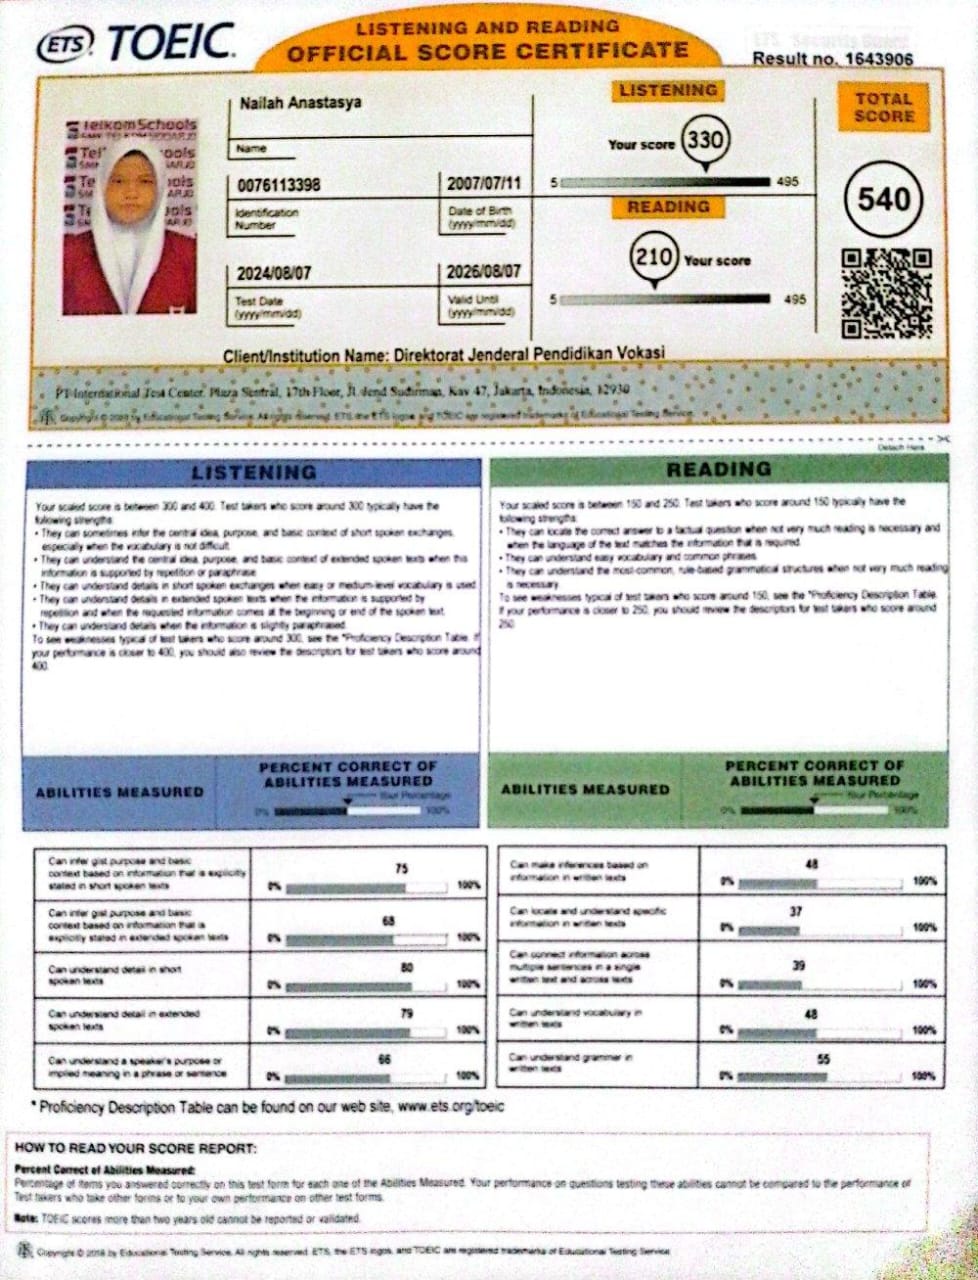 ETS TOEIC
LISTENING AND READING
OFFICIAL SCORE CERTIFICATE
Result no. 1643906
Telkom Schools
Nailah Anastasya
Name
0076113398
Identification
Number
2007/07/11
Date of Birth
(yyyy/mm/dd)
2024/08/07
Test Date
(yyyy/mm/dd)
2026/08/07
Valid Until
(yyyy/mm/dd)
LISTENING
Your score 330
5 495
READING
210 Your score
5 495
TOTAL
SCORE
540
Client/Institution Name: Direktorat Jenderal Pendidikan Vokasi
PT International Test Center, Plaza Sentral, 17th Floor, Jl. Jend Sudirman, Kav 47, Jakarta, Indonesia, 12930
by Educational Testing Service. All rights reserved. ETS, the ETS logos, and TOEIC are registered trademarks of Educational Testing Service.
Detach Here
LISTENING
Your scaled score is between 300 and 400. Test takers who score around 300 typically have the
following strengths:
• They can sometimes infer the central idea, purpose, and basic context of short spoken exchanges,
especially when the vocabulary is not difficult.
• They can understand the central idea, purpose, and basic context of extended spoken texts when this
information is supported by repetition or paraphrase.
• They can understand details in short spoken exchanges when easy or medium-level vocabulary is used.
• They can understand details in extended spoken texts when the information is supported by
repetition and when the requested information comes at the beginning or end of the spoken text.
• They can understand details when the information is slightly paraphrased.
To see weaknesses typical of test takers who score around 300, see the *Proficiency Description Table. If
your performance is closer to 400, you should also review the descriptors for test takers who score around
400.
READING
Your scaled score is between 150 and 250. Test takers who score around 150 typically have the
following strengths:
• They can locate the correct answer to a factual question when not very much reading is necessary and
when the language of the text matches the information that is required.
• They can understand easy vocabulary and common phrases.
• They can understand the most-common, rule-based grammatical structures when not very much reading
is necessary.
To see weaknesses typical of test takers who score around 150, see the *Proficiency Description Table.
If your performance is closer to 250, you should review the descriptors for test takers who score around
250.
ABILITIES MEASURED
PERCENT CORRECT OF
ABILITIES MEASURED
Your Percentage
0% 100%
ABILITIES MEASURED
PERCENT CORRECT OF
ABILITIES MEASURED
Your Percentage
0% 100%
Can infer gist purpose and basic
context based on information that is explicitly
stated in short spoken texts
75
0% 100%
Can infer gist purpose and basic
context based on information that is
explicitly stated in extended spoken texts
68
0% 100%
Can understand detail in short
spoken texts
80
0% 100%
Can understand detail in extended
spoken texts
79
0% 100%
Can understand a speaker's purpose or
implied meaning in a phrase or sentence
66
0% 100%
Can make inferences based on
information in written texts
48
0% 100%
Can locate and understand specific
information in written texts
37
0% 100%
Can connect information across
multiple sentences in a single
written text and across texts
39
0% 100%
Can understand vocabulary in
written texts
48
0% 100%
Can understand grammar in
written texts
55
0% 100%
* Proficiency Description Table can be found on our web site, www.ets.org/toeic
HOW TO READ YOUR SCORE REPORT:
Percent Correct of Abilities Measured:
Percentage of items you answered correctly on this test form for each one of the Abilities Measured. Your performance on questions testing these abilities cannot be compared to the performance of
Test takers who take other forms or to your own performance on other test forms.
Note: TOEIC scores more than two years old cannot be reported or validated.
Copyright © 2018 by Educational Testing Service. All rights reserved. ETS, the ETS logos, and TOEIC are registered trademarks of Educational Testing Service